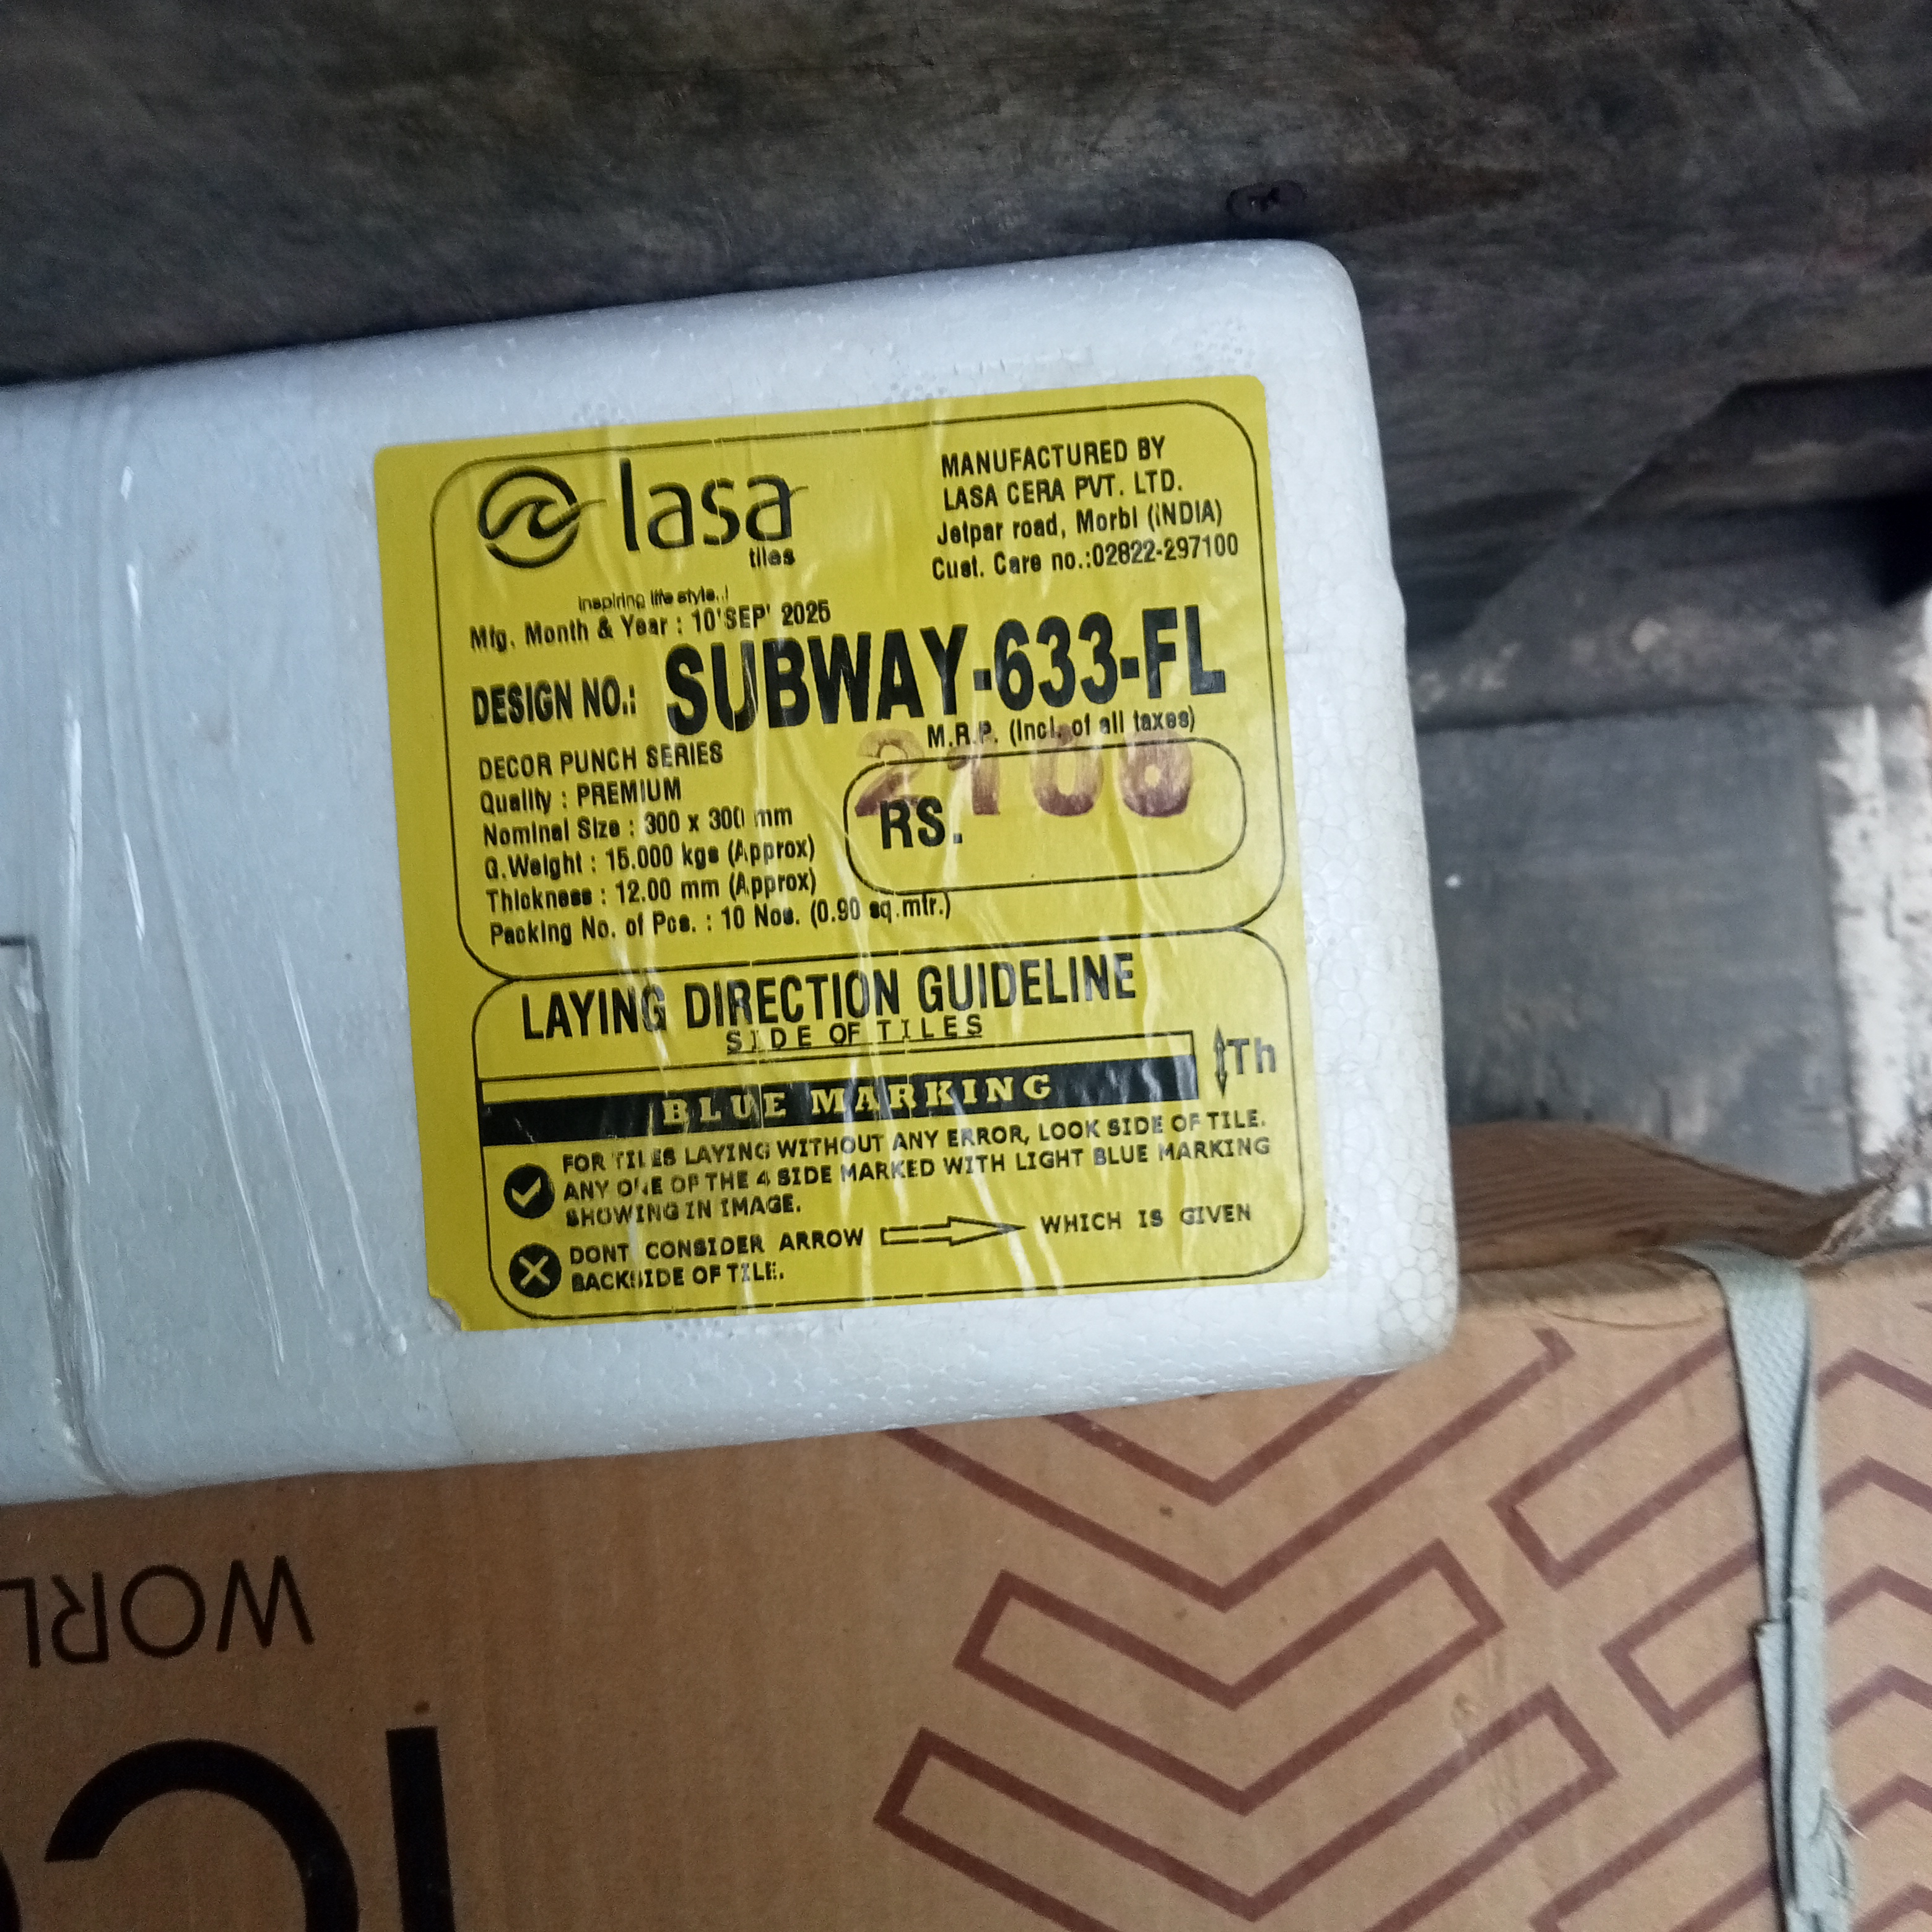 lasa
tiles
inspiring life style..!
MANUFACTURED BY
LASA CERA PVT. LTD.
Jetpar road, Morbi (INDIA)
Cust. Care no.:02822-297100
Mfg. Month & Year : 10'SEP' 2025
DESIGN NO.: SUBWAY-633-FL
M.R.P. (Incl. of all taxes)
RS.
DECOR PUNCH SERIES
Quality : PREMIUM
Nominal Size : 300 x 300 mm
G.Weight : 15.000 kgs (Approx)
Thickness : 12.00 mm (Approx)
Packing No. of Pcs. : 10 Nos. (0.90 sq.mtr.)
LAYING DIRECTION GUIDELINE
SIDE OF TILES
Th
BLUE MARKING
FOR TILES LAYING WITHOUT ANY ERROR, LOOK SIDE OF TILE.
ANY ONE OF THE 4 SIDE MARKED WITH LIGHT BLUE MARKING
SHOWING IN IMAGE.
DONT CONSIDER ARROW WHICH IS GIVEN
BACKSIDE OF TILE.
WORL